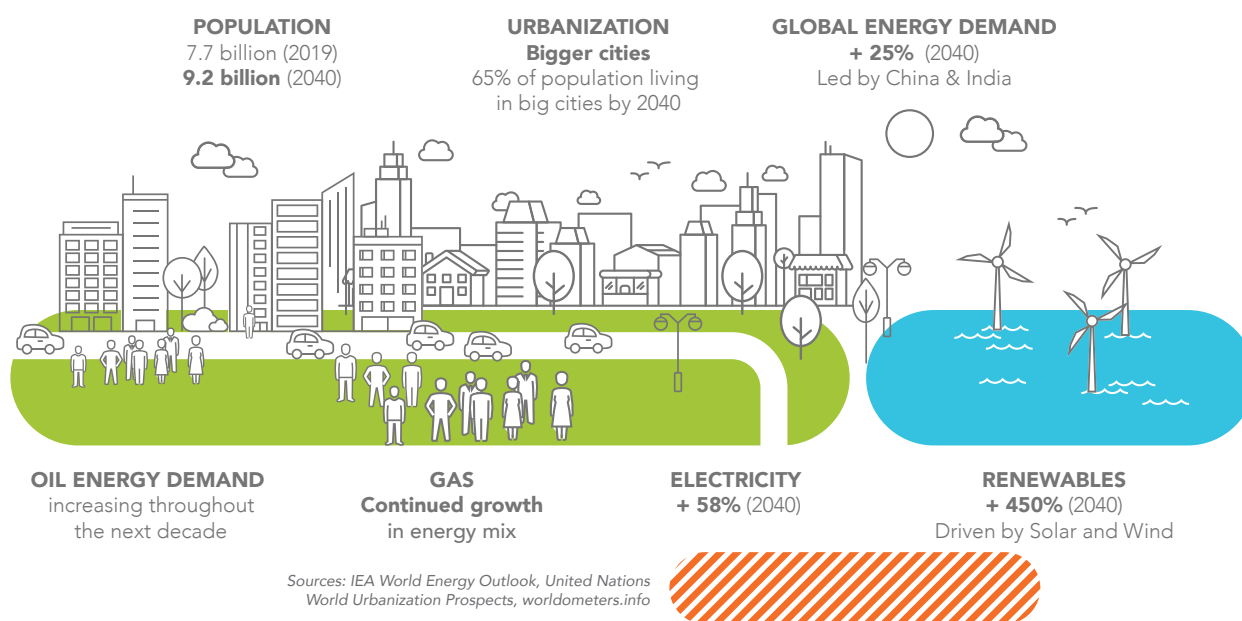 POPULATION
7.7 billion (2019)
9.2 billion (2040)
URBANIZATION
Bigger cities
65% of population living
in big cities by 2040
GLOBAL ENERGY DEMAND
+ 25% (2040)
Led by China & India
OIL ENERGY DEMAND
increasing throughout
the next decade
GAS
Continued growth
in energy mix
ELECTRICITY
+ 58% (2040)
RENEWABLES
+ 450% (2040)
Driven by Solar and Wind
Sources: IEA World Energy Outlook, United Nations
World Urbanization Prospects, worldometers.info